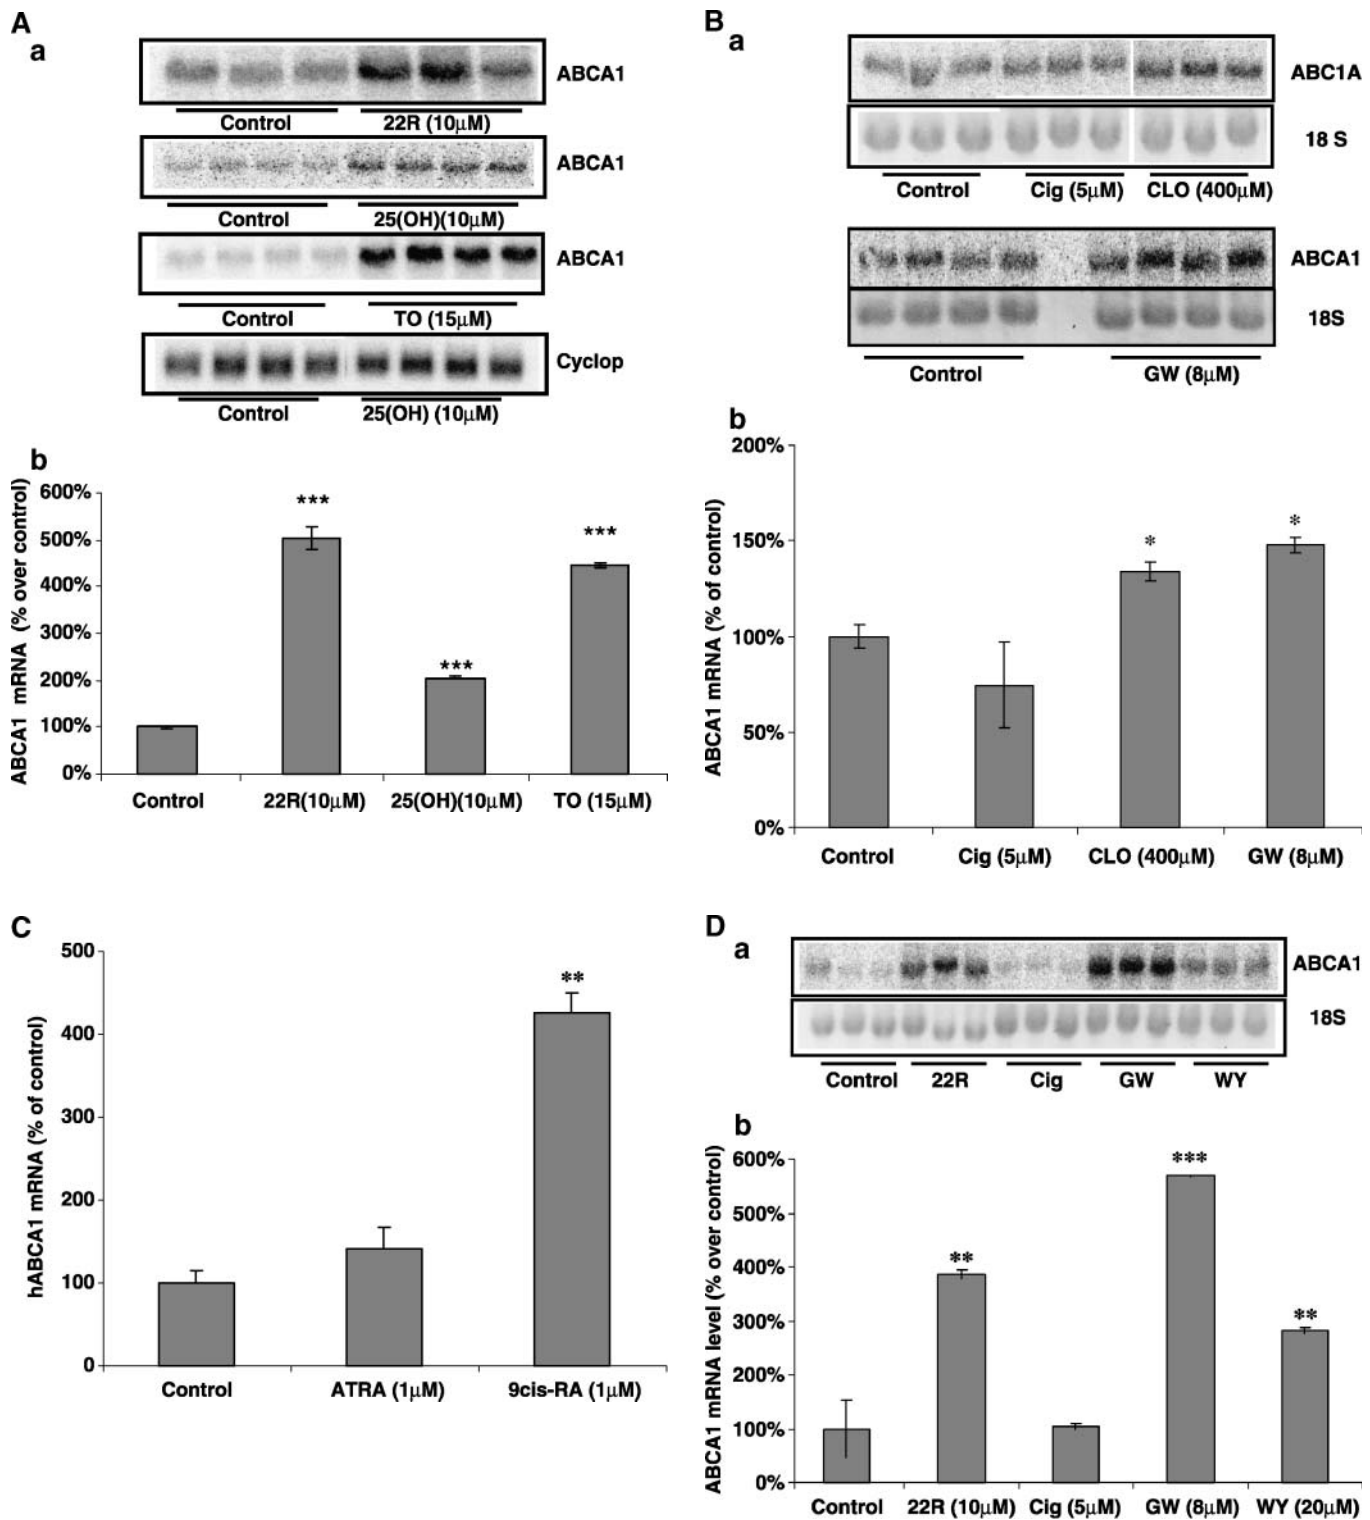 A
a
ABCA1
Control 22R (10μM)
ABCA1
Control 25(OH)(10μM)
ABCA1
Control TO (15μM)
Cyclop
Control 25(OH) (10μM)
b
ABCA1 mRNA (% over control)
600%
500%
400%
300%
200%
100%
0%
***
***
***
Control 22R(10μM) 25(OH)(10μM) TO (15μM)
B
a
ABC1A
18 S
Control Cig (5μM) CLO (400μM)
ABCA1
18S
Control GW (8μM)
b
ABCA1 mRNA (% of control)
200%
150%
100%
50%
0%
*
*
Control Cig (5μM) CLO (400μM) GW (8μM)
C
hABCA1 mRNA (% of control)
500
400
300
200
100
0
**
Control ATRA (1μM) 9cis-RA (1μM)
D
a
ABCA1
18S
Control 22R Cig GW WY
b
ABCA1 mRNA level (% over control)
600%
500%
400%
300%
200%
100%
0%
**
***
**
Control 22R (10μM) Cig (5μM) GW (8μM) WY (20μM)